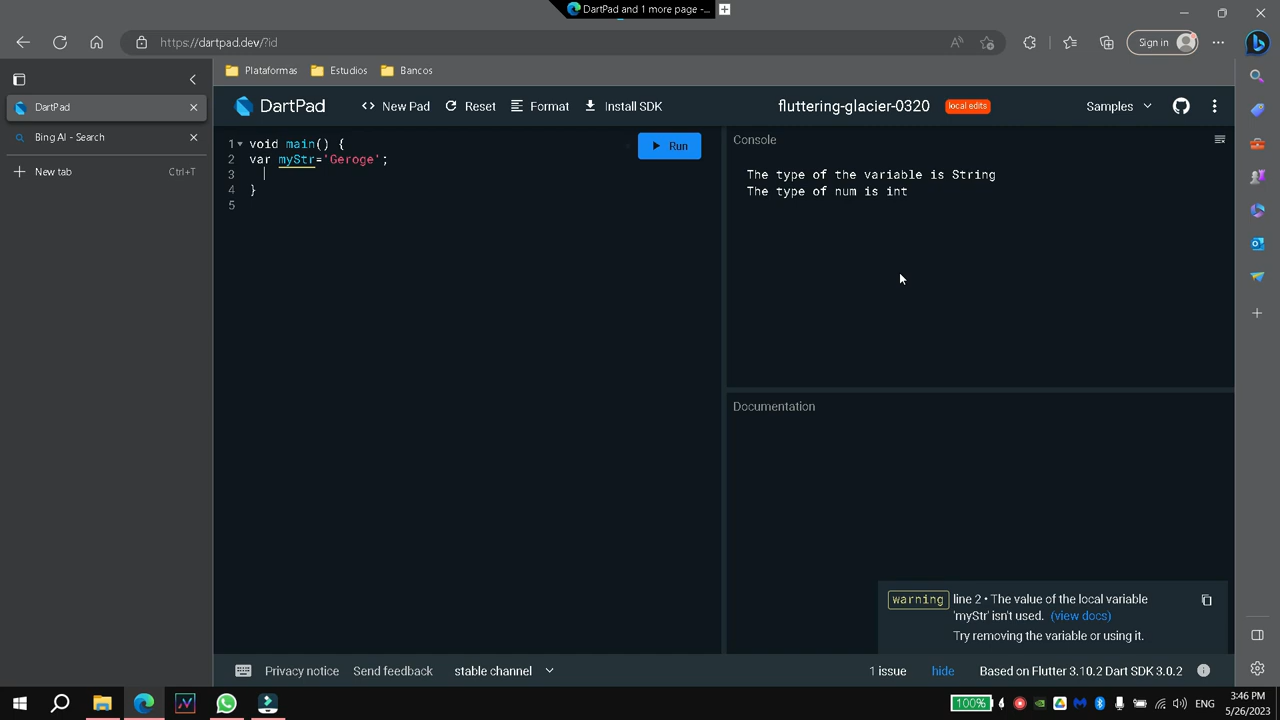 DartPad and 1 more page -...
https://dartpad.dev/?id
Sign in
Plataformas Estudios Bancos
DartPad
Bing AI - Search
New tab Ctrl+T
DartPad New Pad Reset Format Install SDK fluttering-glacier-0320 local edits Samples
Run
1 void main() {
2 var myStr='Geroge';
3
4 }
5
Console
The type of the variable is String
The type of num is int
Documentation
warning line 2 • The value of the local variable
'myStr' isn't used. (view docs)
Try removing the variable or using it.
Privacy notice Send feedback stable channel 1 issue hide Based on Flutter 3.10.2 Dart SDK 3.0.2
100% ENG
3:46 PM
5/26/2023